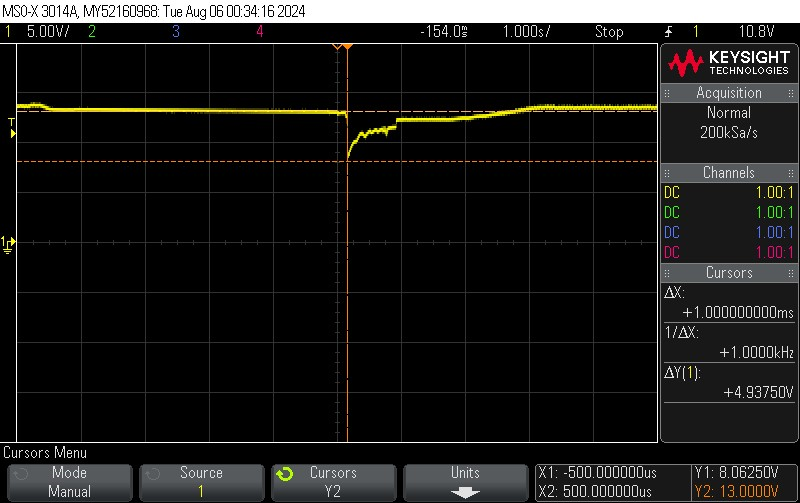 MSO-X 3014A, MY52160968: Tue Aug 06 00:34:16 2024
1 5.00V/ 2 3 4 -154.0ms 1.000s/ Stop 1 10.8V
KEYSIGHT
TECHNOLOGIES
Acquisition
Normal
200kSa/s
Channels
DC 1.00:1
DC 1.00:1
DC 1.00:1
DC 1.00:1
Cursors
ΔX:
+1.000000000ms
1/ΔX:
+1.0000kHz
ΔY(1):
+4.93750V
T
1
Cursors Menu
Mode
Manual
Source
1
Cursors
Y2
Units
X1: -500.000000us
X2: 500.000000us
Y1: 8.06250V
Y2: 13.0000V